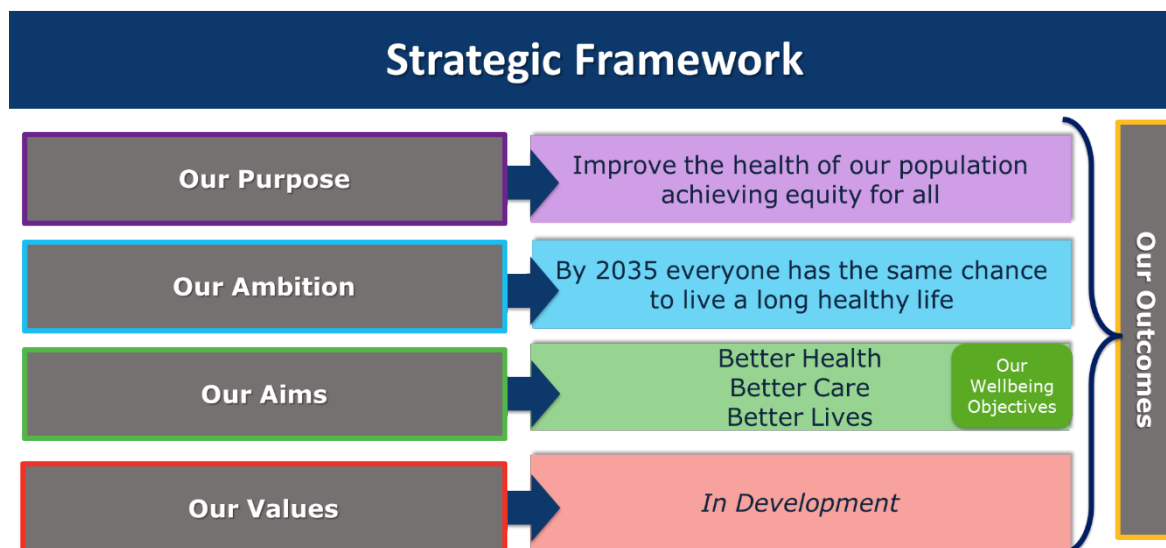 Strategic Framework
Our Purpose
Improve the health of our population
achieving equity for all
Our Ambition
By 2035 everyone has the same chance
to live a long healthy life
Our Aims
Better Health
Better Care
Better Lives
Our
Wellbeing
Objectives
Our Values
In Development
Our Outcomes